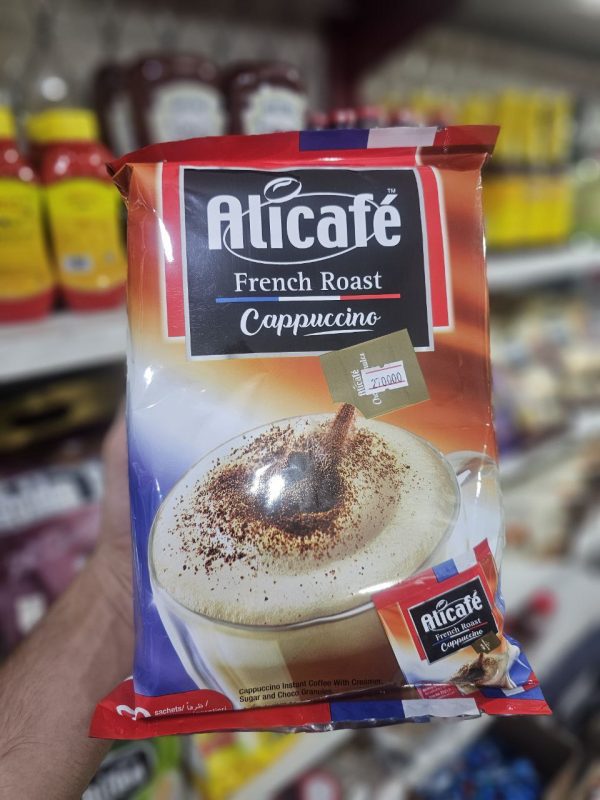 Alicafé™
French Roast
Cappuccino
Alicafé
270000
Alicafé
French Roast
Cappuccino
Cappuccino Instant Coffee With Creamer,
Sugar and Choco Granules
sachets/